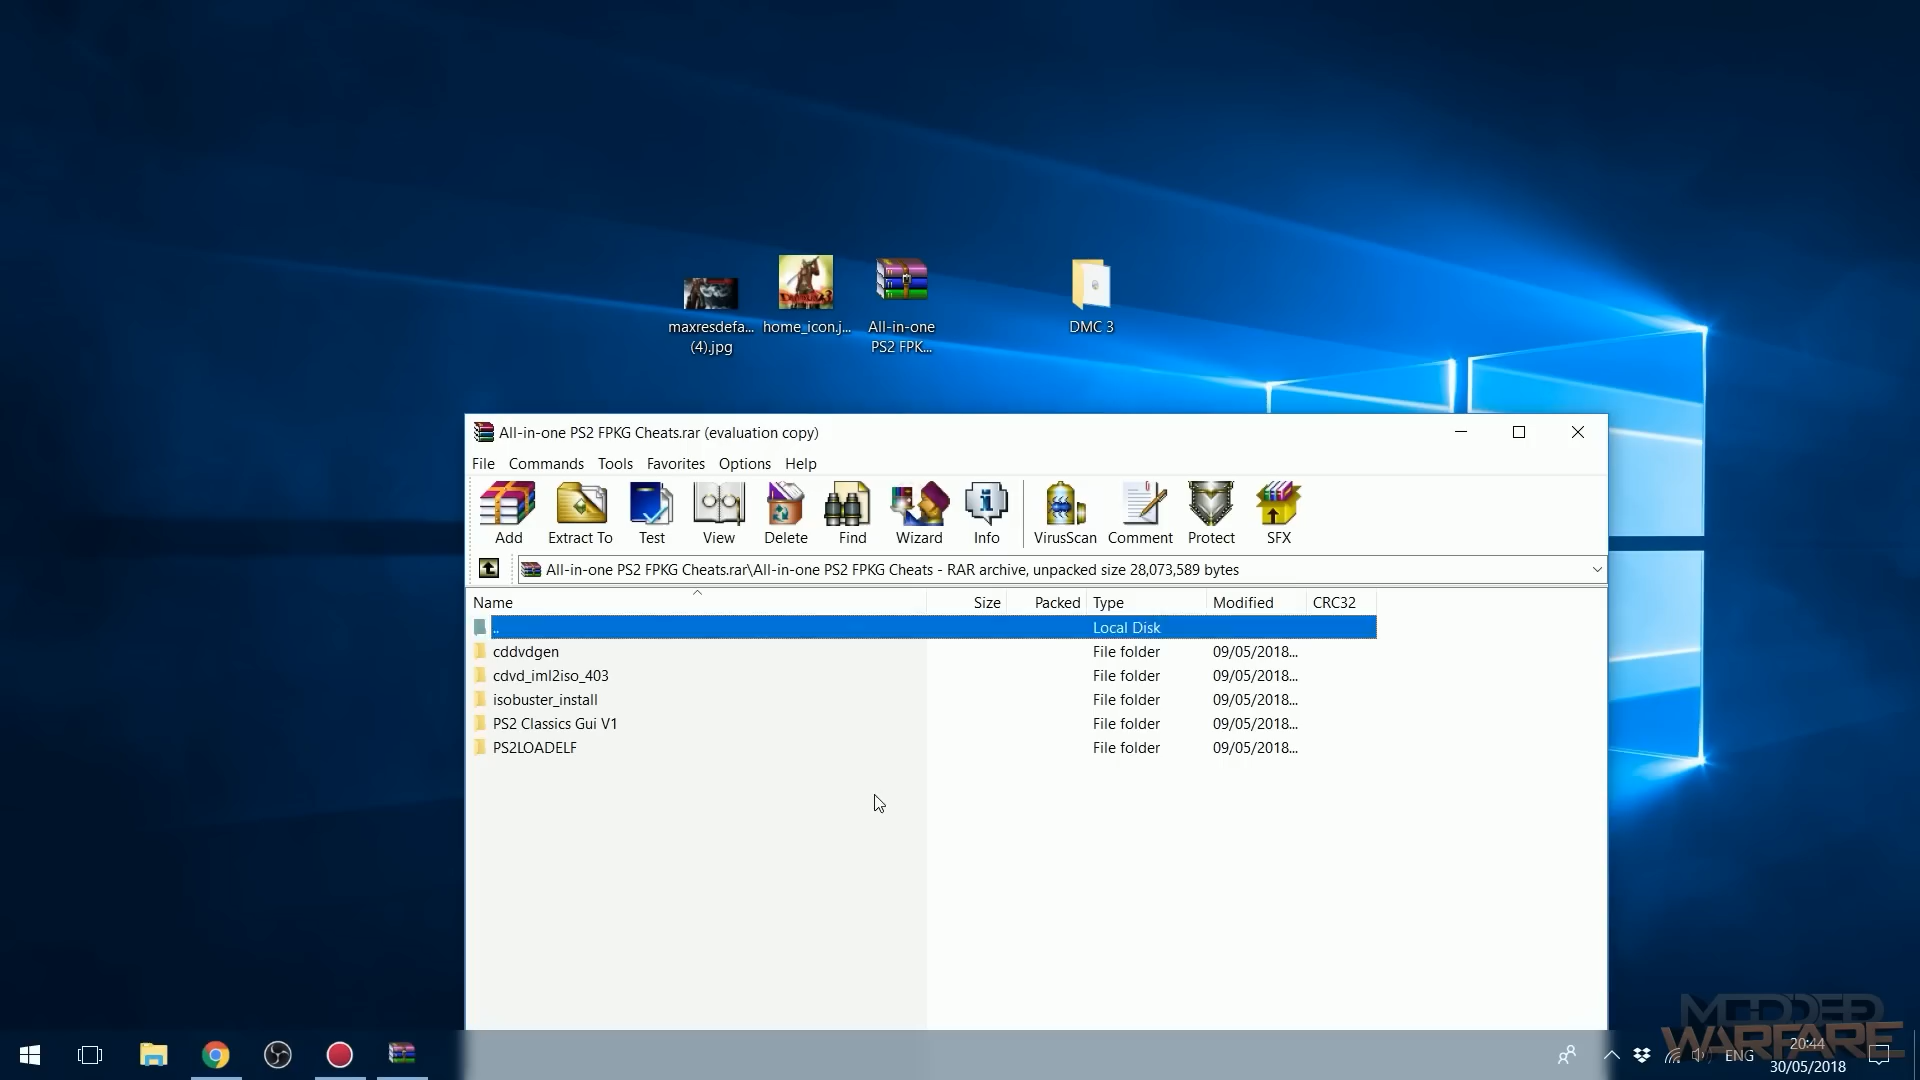 maxresdefa...
(4).jpg
home_icon.j...
All-in-one
PS2 FPK...
DMC 3
All-in-one PS2 FPKG Cheats.rar (evaluation copy)
File Commands Tools Favorites Options Help
Add Extract To Test View Delete Find Wizard Info VirusScan Comment Protect SFX
All-in-one PS2 FPKG Cheats.rar\All-in-one PS2 FPKG Cheats - RAR archive, unpacked size 28,073,589 bytes
Name Size Packed Type Modified CRC32
.. Local Disk
cddvdgen File folder 09/05/2018...
cdvd_iml2iso_403 File folder 09/05/2018...
isobuster_install File folder 09/05/2018...
PS2 Classics Gui V1 File folder 09/05/2018...
PS2LOADELF File folder 09/05/2018...
MODDED
WARFARE
ENG
20:44
30/05/2018